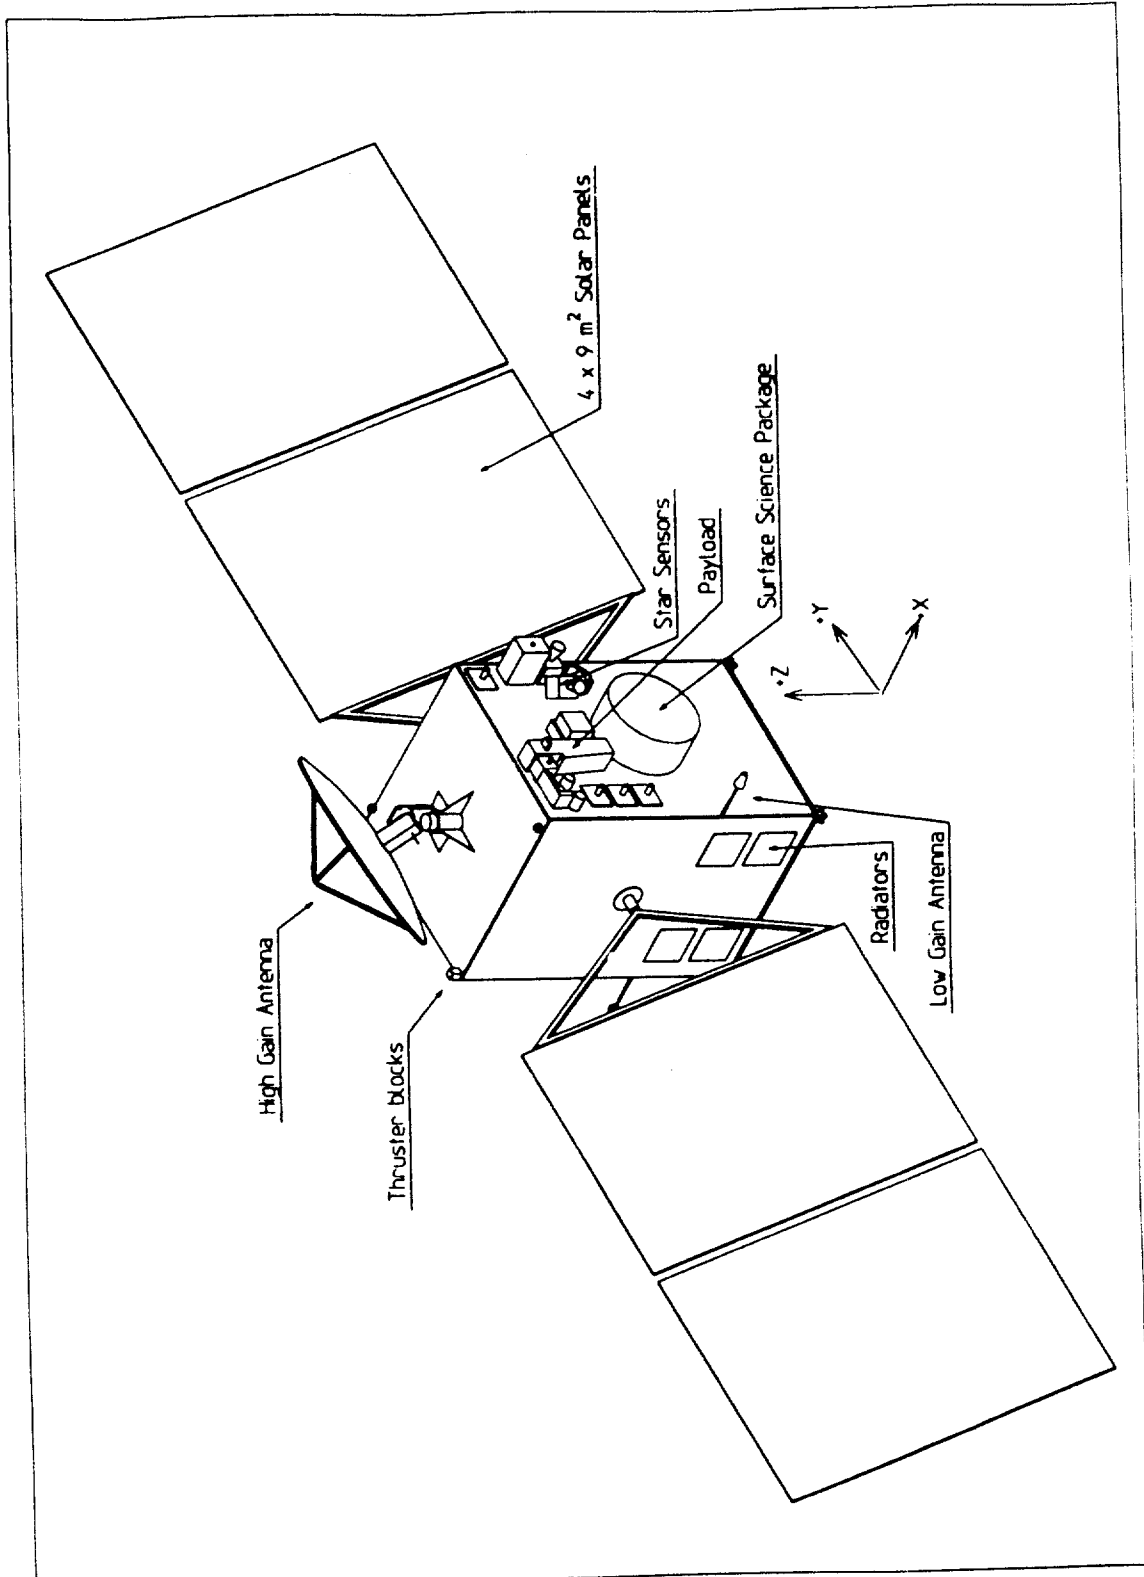 High Gain Antenna
Thruster blocks
4 x 9 m² Solar Panels
Star Sensors
Payload
Surface Science Package
+Z
+Y
+X
Radiators
Low Gain Antenna